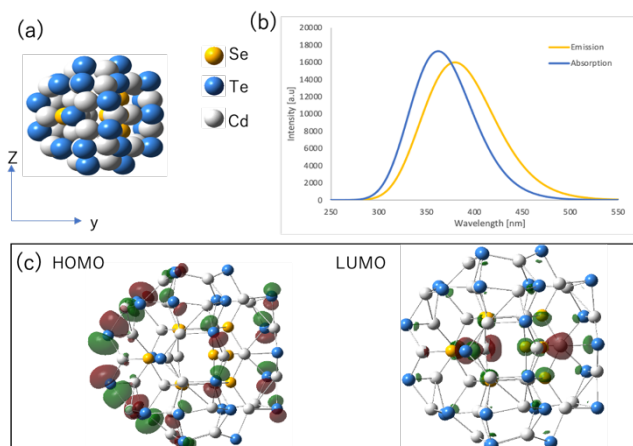 (a)
Se
Te
Cd
Z
y
(b)
Intensity [a.u]
20000
18000
16000
14000
12000
10000
8000
6000
4000
2000
0
250 300 350 400 450 500 550
Wavelength [nm]
Emission
Absorption
(c) HOMO
LUMO